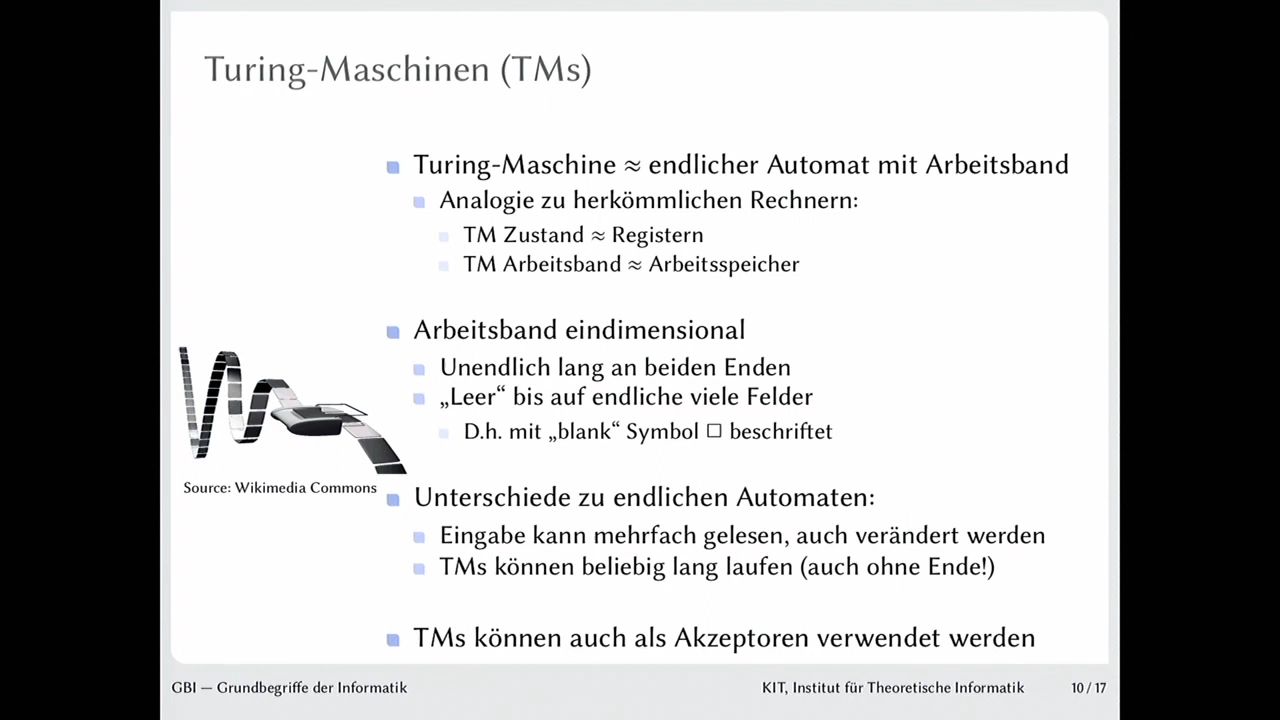 Turing-Maschinen (TMs)
Turing-Maschine ≈ endlicher Automat mit Arbeitsband
Analogie zu herkömmlichen Rechnern:
TM Zustand ≈ Registern
TM Arbeitsband ≈ Arbeitsspeicher
Arbeitsband eindimensional
Unendlich lang an beiden Enden
„Leer“ bis auf endliche viele Felder
D.h. mit „blank“ Symbol □ beschriftet
Source: Wikimedia Commons
Unterschiede zu endlichen Automaten:
Eingabe kann mehrfach gelesen, auch verändert werden
TMs können beliebig lang laufen (auch ohne Ende!)
TMs können auch als Akzeptoren verwendet werden
GBI — Grundbegriffe der Informatik
KIT, Institut für Theoretische Informatik
10 / 17